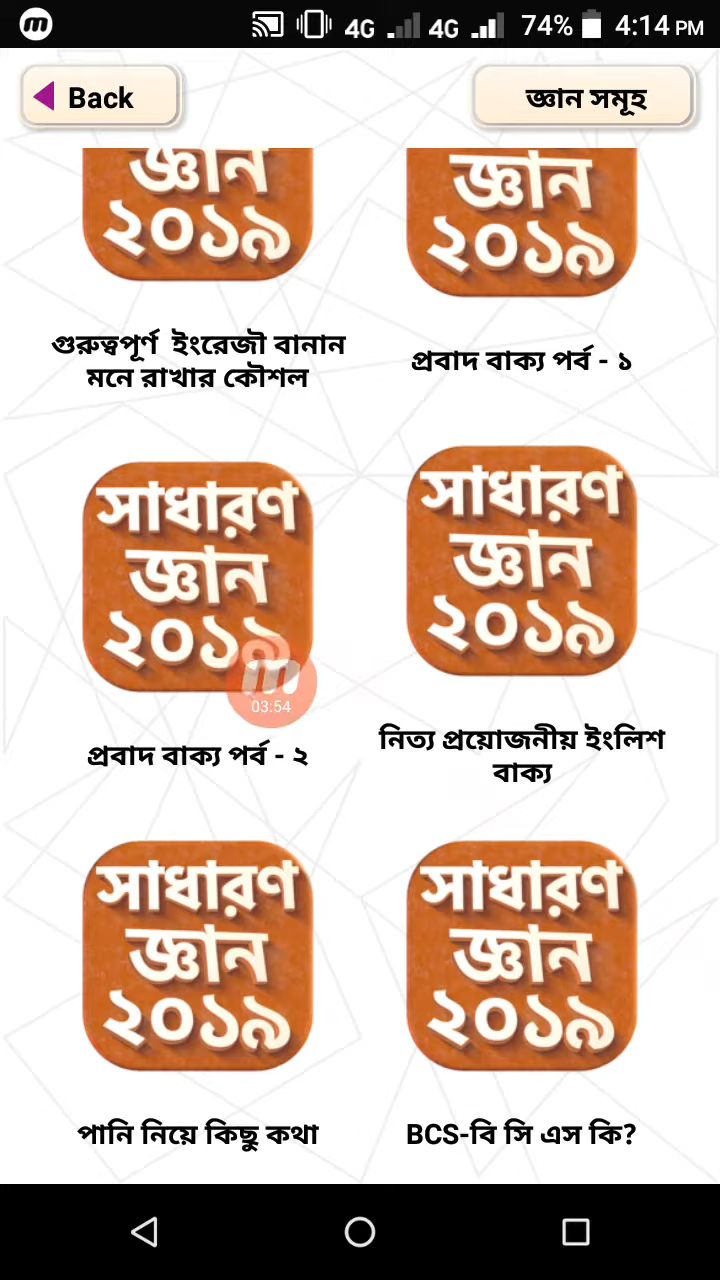 m
4G 4G 74% 4:14 PM
Back
জ্ঞান সমূহ
জ্ঞান
২০১৯
জ্ঞান
২০১৯
গুরুত্বপূর্ণ ইংরেজী বানান
মনে রাখার কৌশল
প্রবাদ বাক্য পর্ব - ১
সাধারণ
জ্ঞান
২০১৯
সাধারণ
জ্ঞান
২০১৯
m
03:54
প্রবাদ বাক্য পর্ব - ২
নিত্য প্রয়োজনীয় ইংলিশ
বাক্য
সাধারণ
জ্ঞান
২০১৯
সাধারণ
জ্ঞান
২০১৯
পানি নিয়ে কিছু কথা
BCS-বি সি এস কি?